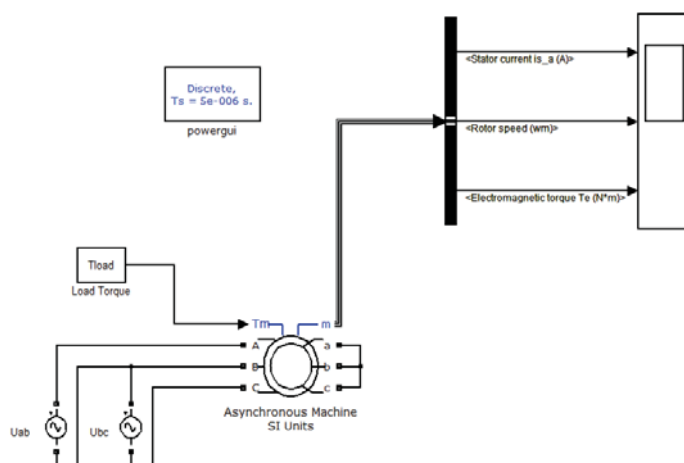 <Stator current is_a (A)>
Discrete,
Ts = 5e-006 s.
powergui
<Rotor speed (wm)>
<Electromagnetic torque Te (N*m)>
Tload
Load Torque
Tm
m
A
a
B
b
C
c
Asynchronous Machine
SI Units
Uab
Ubc